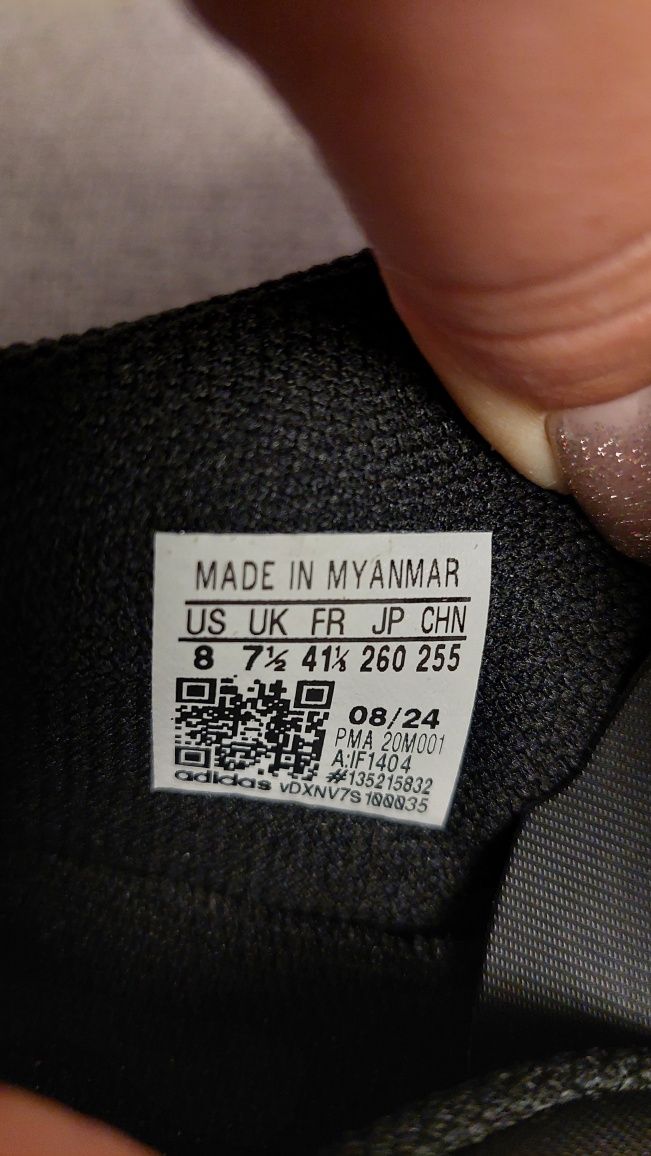 MADE IN MYANMAR
US UK FR JP CHN
8 7½ 41⅓ 260 255
08/24
PMA 20M001
A:IF1404
#135215832
adidas vDXNV7S100035